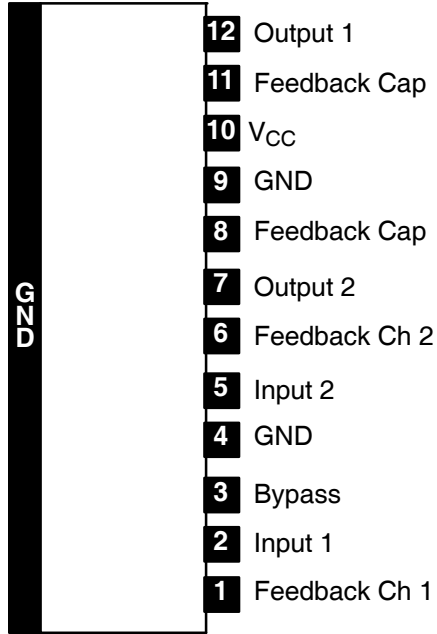 12 Output 1
11 Feedback Cap
10 VCC
9 GND
8 Feedback Cap
GND
7 Output 2
6 Feedback Ch 2
5 Input 2
4 GND
3 Bypass
2 Input 1
1 Feedback Ch 1